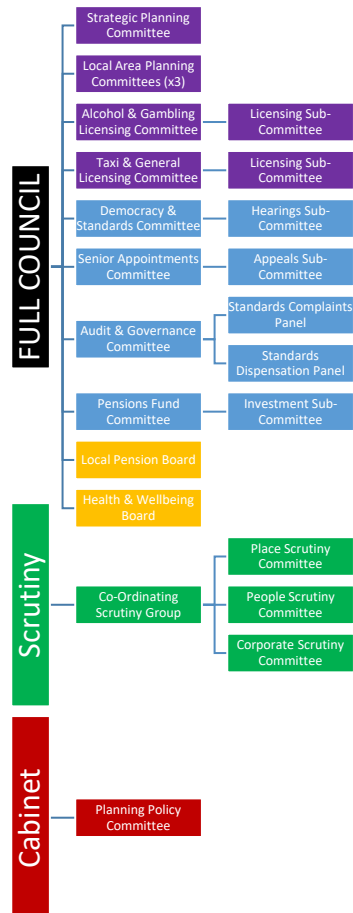 FULL COUNCIL
Strategic Planning
Committee
Local Area Planning
Committees (x3)
Alcohol & Gambling
Licensing Committee
Licensing Sub-
Committee
Taxi & General
Licensing Committee
Licensing Sub-
Committee
Democracy &
Standards Committee
Hearings Sub-
Committee
Senior Appointments
Committee
Appeals Sub-
Committee
Audit & Governance
Committee
Standards Complaints
Panel
Standards
Dispensation Panel
Pensions Fund
Committee
Investment Sub-
Committee
Local Pension Board
Health & Wellbeing
Board
Scrutiny
Co-Ordinating
Scrutiny Group
Place Scrutiny
Committee
People Scrutiny
Committee
Corporate Scrutiny
Committee
Cabinet
Planning Policy
Committee